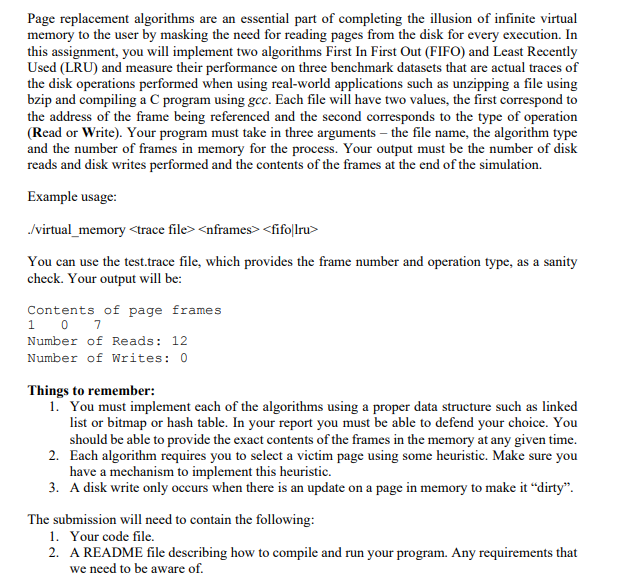 Page replacement algorithms are an essential part of completing the illusion of infinite virtual
memory to the user by masking the need for reading pages from the disk for every execution. In
this assignment, you will implement two algorithms First In First Out (FIFO) and Least Recently
Used (LRU) and measure their performance on three benchmark datasets that are actual traces of
the disk operations performed when using real-world applications such as unzipping a file using
bzip and compiling a C program using gcc. Each file will have two values, the first correspond to
the address of the frame being referenced and the second corresponds to the type of operation
(Read or Write). Your program must take in three arguments – the file name, the algorithm type
and the number of frames in memory for the process. Your output must be the number of disk
reads and disk writes performed and the contents of the frames at the end of the simulation.
Example usage:
./virtual_memory <trace file> <nframes> <fifo|lru>
You can use the test.trace file, which provides the frame number and operation type, as a sanity
check. Your output will be:
Contents of page frames
1 0 7
Number of Reads: 12
Number of Writes: 0
Things to remember:
1. You must implement each of the algorithms using a proper data structure such as linked
list or bitmap or hash table. In your report you must be able to defend your choice. You
should be able to provide the exact contents of the frames in the memory at any given time.
2. Each algorithm requires you to select a victim page using some heuristic. Make sure you
have a mechanism to implement this heuristic.
3. A disk write only occurs when there is an update on a page in memory to make it “dirty”.
The submission will need to contain the following:
1. Your code file.
2. A README file describing how to compile and run your program. Any requirements that
we need to be aware of.